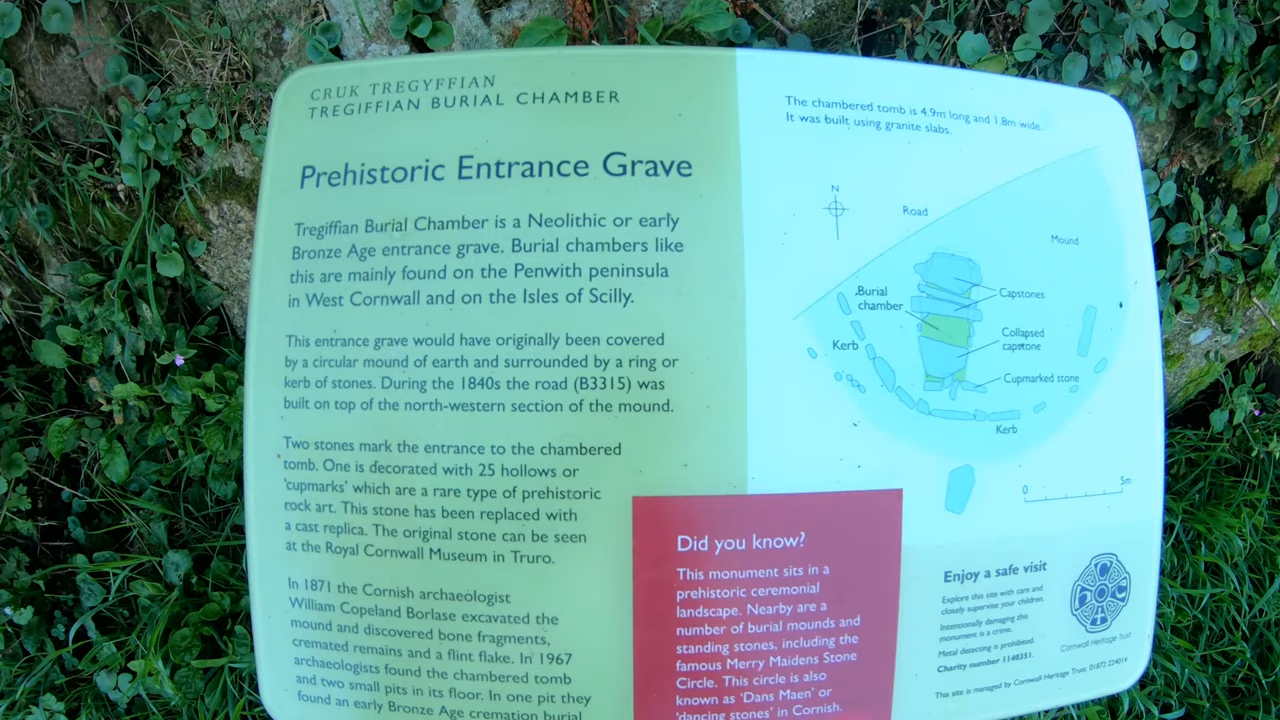 CRUK TREGYFFIAN
TREGIFFIAN BURIAL CHAMBER
Prehistoric Entrance Grave
Tregiffian Burial Chamber is a Neolithic or early
Bronze Age entrance grave. Burial chambers like
this are mainly found on the Penwith peninsula
in West Cornwall and on the Isles of Scilly.
This entrance grave would have originally been covered
by a circular mound of earth and surrounded by a ring or
kerb of stones. During the 1840s the road (B3315) was
built on top of the north-western section of the mound.
Two stones mark the entrance to the chambered
tomb. One is decorated with 25 hollows or
'cupmarks' which are a rare type of prehistoric
rock art. This stone has been replaced with
a cast replica. The original stone can be seen
at the Royal Cornwall Museum in Truro.
In 1871 the Cornish archaeologist
William Copeland Borlase excavated the
mound and discovered bone fragments,
cremated remains and a flint flake. In 1967
archaeologists found the chambered tomb
and two small pits in its floor. In one pit they
found an early Bronze Age cremation burial
Did you know?
This monument sits in a
prehistoric ceremonial
landscape. Nearby are a
number of burial mounds and
standing stones, including the
famous Merry Maidens Stone
Circle. This circle is also
known as 'Dans Maen' or
'dancing stones' in Cornish.
The chambered tomb is 4.9m long and 1.8m wide.
It was built using granite slabs.
N
Road
Mound
Burial
chamber
Capstones
Collapsed
capstone
Kerb
Cupmarked stone
Kerb
0
5m
Enjoy a safe visit
Explore this site with care and
closely supervise your children.
Intentionally damaging this
monument is a crime.
Metal detecting is prohibited.
Charity number 1140351.
Cornwall Heritage Trust
This site is managed by Cornwall Heritage Trust. 01872 224014